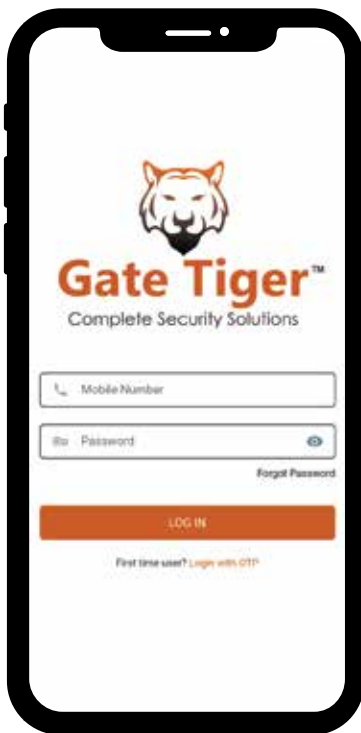 Gate Tiger™
Complete Security Solutions
Mobile Number
Password
Forgot Password
LOG IN
First time user? Login with OTP